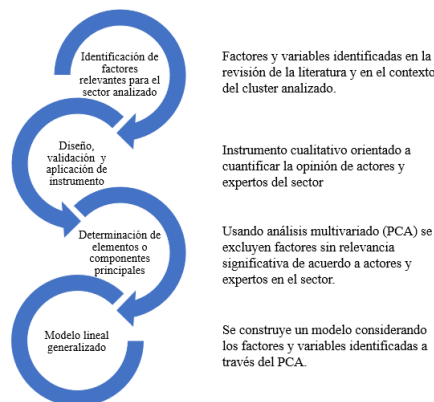 Identificación de
factores
relevantes para el
sector analizado
Factores y variables identificadas en la
revisión de la literatura y en el contexto
del cluster analizado.
Diseño,
validación y
aplicación de
instrumento
Instrumento cualitativo orientado a
cuantificar la opinión de actores y
expertos del sector
Determinación de
elementos o
componentes
principales
Usando análisis multivariado (PCA) se
excluyen factores sin relevancia
significativa de acuerdo a actores y
expertos en el sector.
Modelo lineal
generalizado
Se construye un modelo considerando
los factores y variables identificadas a
través del PCA.